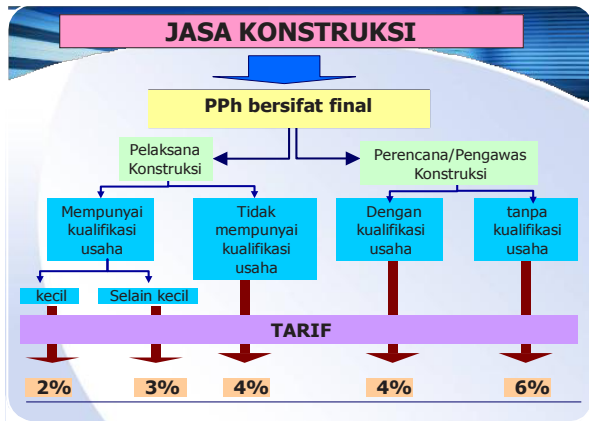 JASA KONSTRUKSI
PPh bersifat final
Pelaksana
Konstruksi
Perencana/Pengawas
Konstruksi
Mempunyai
kualifikasi
usaha
Tidak
mempunyai
kualifikasi
usaha
Dengan
kualifikasi
usaha
tanpa
kualifikasi
usaha
kecil
Selain kecil
TARIF
2%
3%
4%
4%
6%